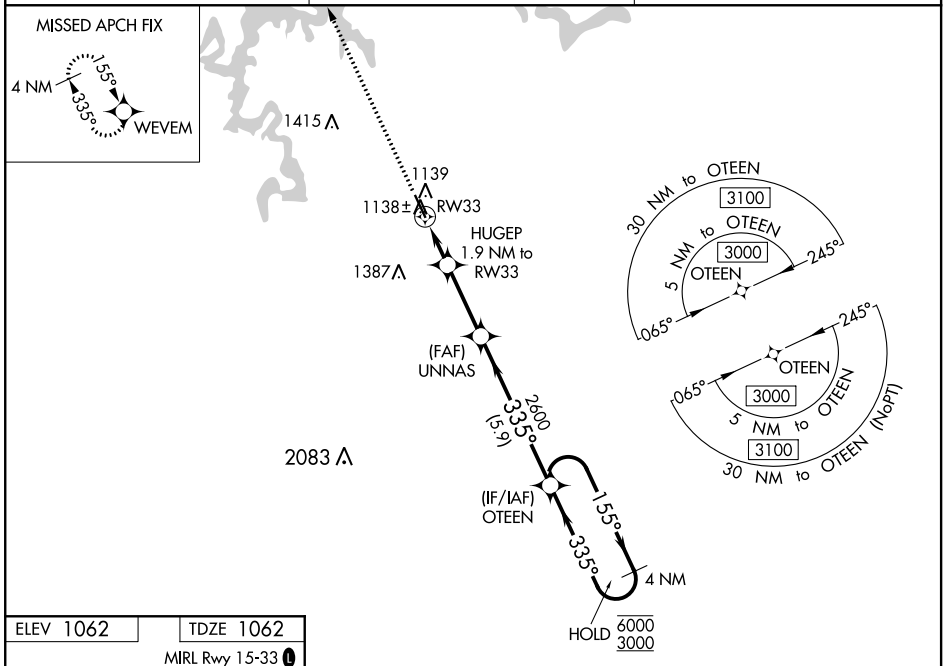 MISSED APCH FIX
4 NM
155°
335°
WEVEM
1415
1139
1138± RW33
HUGEP
1.9 NM to
RW33
1387
(FAF)
UNNAS
2600
335°
(5.9)
2083
(IF/IAF)
OTEEN
155°
335°
4 NM
HOLD
6000
3000
30 NM to OTEEN
3100
5 NM to OTEEN
3000
OTEEN
245°
065°
245°
065°
OTEEN
3000
5 NM to OTEEN
3100
30 NM to OTEEN (NoPT)
ELEV 1062
TDZE 1062
MIRL Rwy 15-33 L